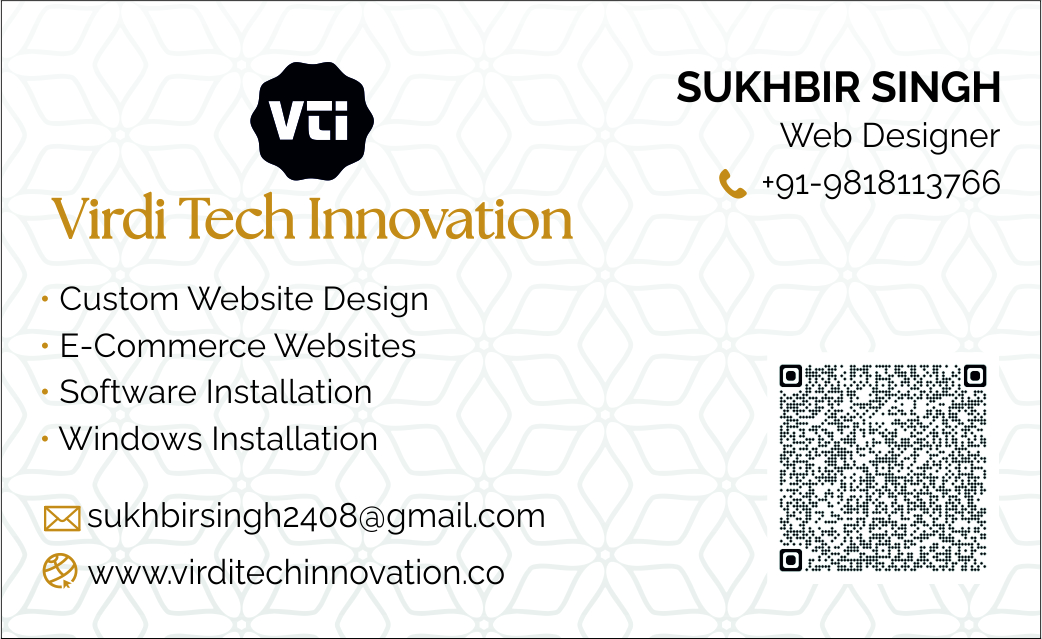 VTi
Virdi Tech Innovation
SUKHBIR SINGH
Web Designer
+91-9818113766
• Custom Website Design
• E-Commerce Websites
• Software Installation
• Windows Installation
sukhbirsingh2408@gmail.com
www.virditechinnovation.co